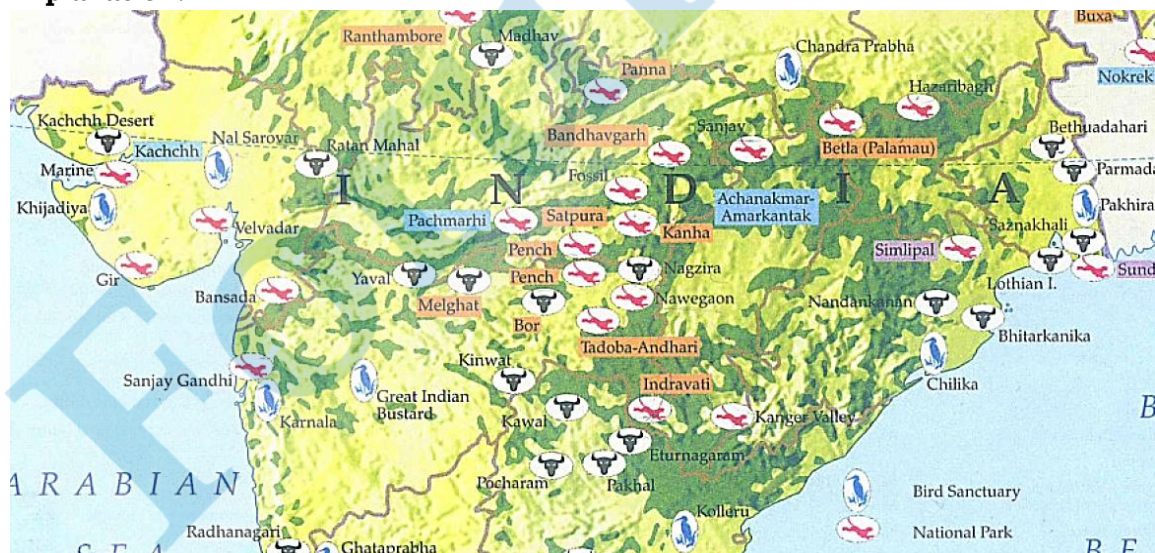 Ranthambore
Madhav
Chandra Prabha
Buxa
Panna
Nokrek
Hazaribagh
Kachchh Desert
Nal Sarovar
Bandhavgarh
Sanjav
Bethuadahari
Kachchh
Ratan Mahal
Betla (Palamau)
Marine
Fossil
Parmada
I N D I A
Achanakmar-
Amarkantak
Khijadiya
Pachmarhi
Satpura
Pakhira
Velvadar
Kanha
Saznakhali
Pench
Simlipal
Gir
Yaval
Pench
Nagzira
Sund
Bansada
Melghat
Lothian I.
Bor
Nawegaon
Nandankanan
Bhitarkanika
Tadoba-Andhari
Kinwat
Sanjay Gandhi
Chilika
Great Indian
Bustard
Indravati
Karnala
Kawal
Kanger Valley
B
Eturnagaram
ARABIAN
Pocharam
Pakhal
Bird Sanctuary
Kolleru
National Park
Radhanagari
Ghataprabha
SEA
B E